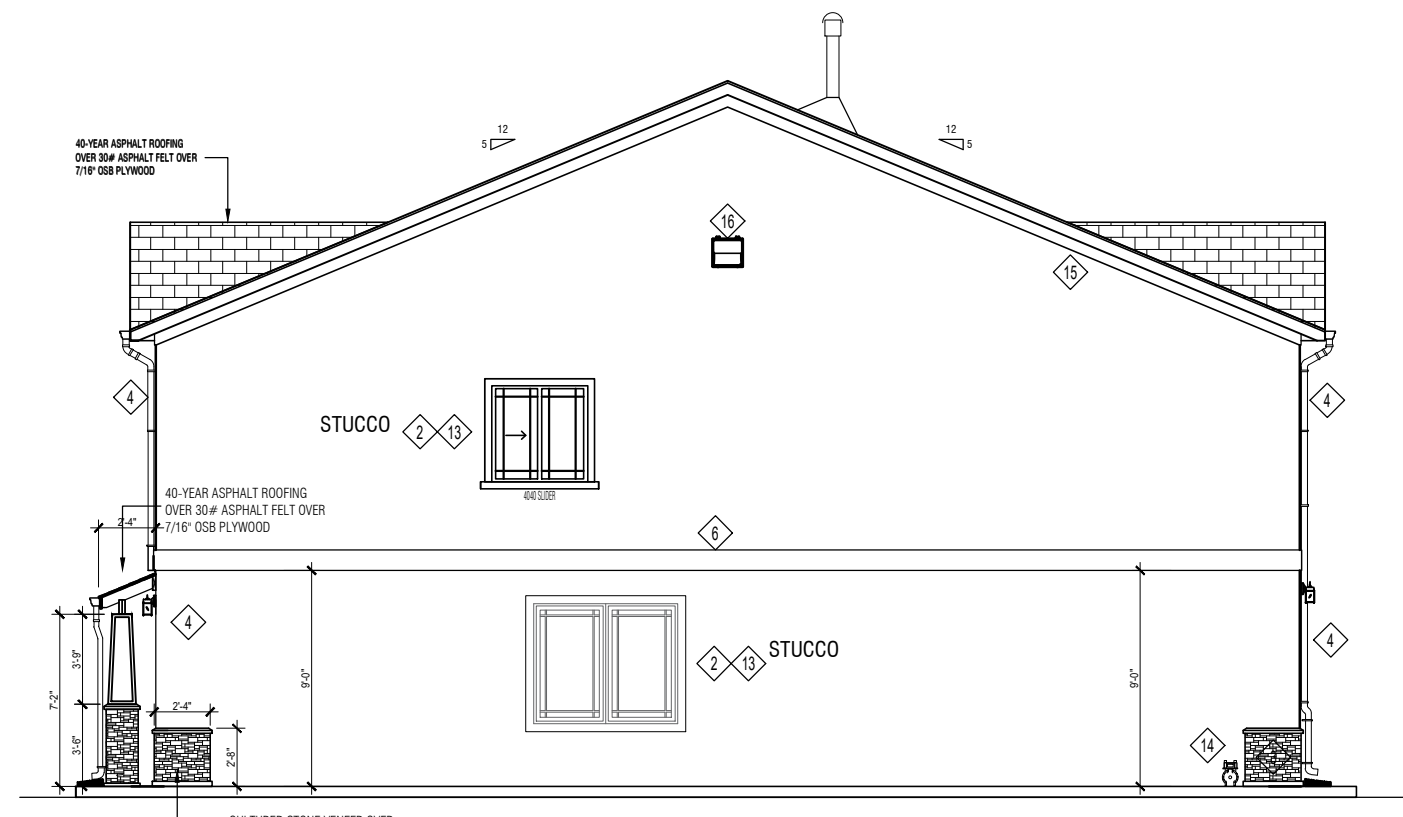 12
5
12
5
40-YEAR ASPHALT ROOFING
OVER 30# ASPHALT FELT OVER
7/16" OSB PLYWOOD
16
15
4
4
STUCCO
2
13
4040 SLIDER
40-YEAR ASPHALT ROOFING
OVER 30# ASPHALT FELT OVER
7/16" OSB PLYWOOD
2'-4"
6
4
4
2
13
STUCCO
3'-9"
7'-2"
3'-6"
9'-0"
9'-0"
2'-4"
2'-8"
14